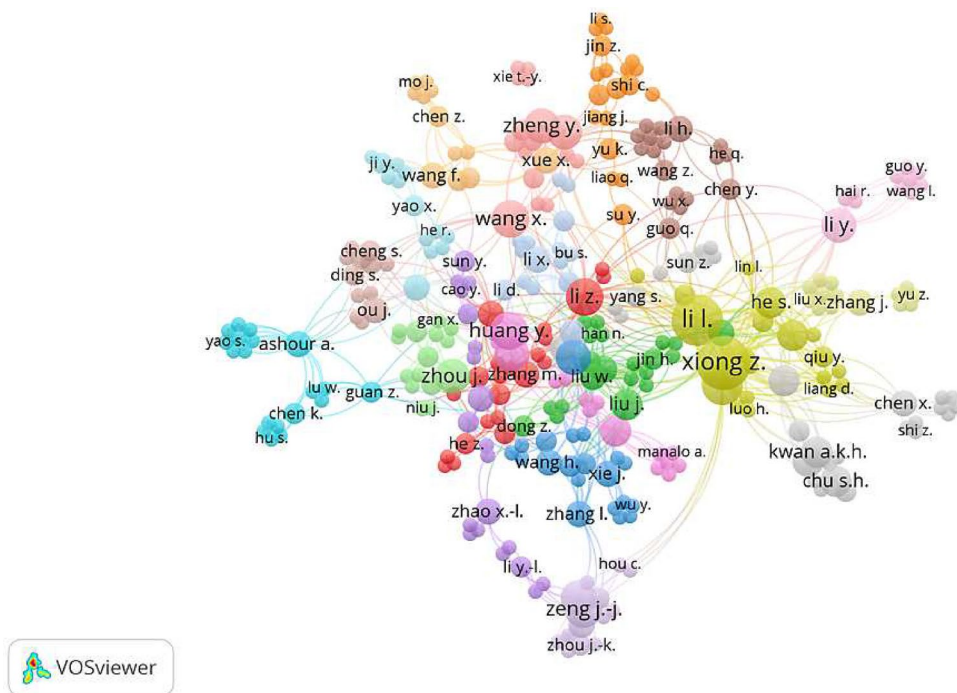 li s.
jin z.
xie t.-y.
mo j.
shi c.
chen z.
jiang j.
zheng y.
li h.
yu k.
he q.
ji y.
xue x.
wang z.
guo y.
wang f.
liao q.
chen y.
hai r.
wang l.
yao x.
wu x.
wang x.
su y.
li y.
he r.
guo q.
cheng s.
sun y.
li x.
bu s.
sun z.
lin l.
ding s.
cao y.
li d.
li z.
yang s.
he s.
liu x.
zhang j.
yu z.
ou j.
gan x.
huang y.
han n.
li l.
yao s.
ashour a.
jin h.
xiong z.
qiu y.
zhou j.
zhang m.
liu w.
lu w.
guan z.
liang d.
niu j.
liu j.
chen x.
chen k.
luo h.
hu s.
dong z.
shi z.
he z.
manalo a.
kwan a.k.h.
wang h.
xie j.
chu s.h.
zhao x.-l.
zhang l.
wu y.
li y.-l.
hou c.
zeng j.-j.
zhou j.-k.
VOSviewer